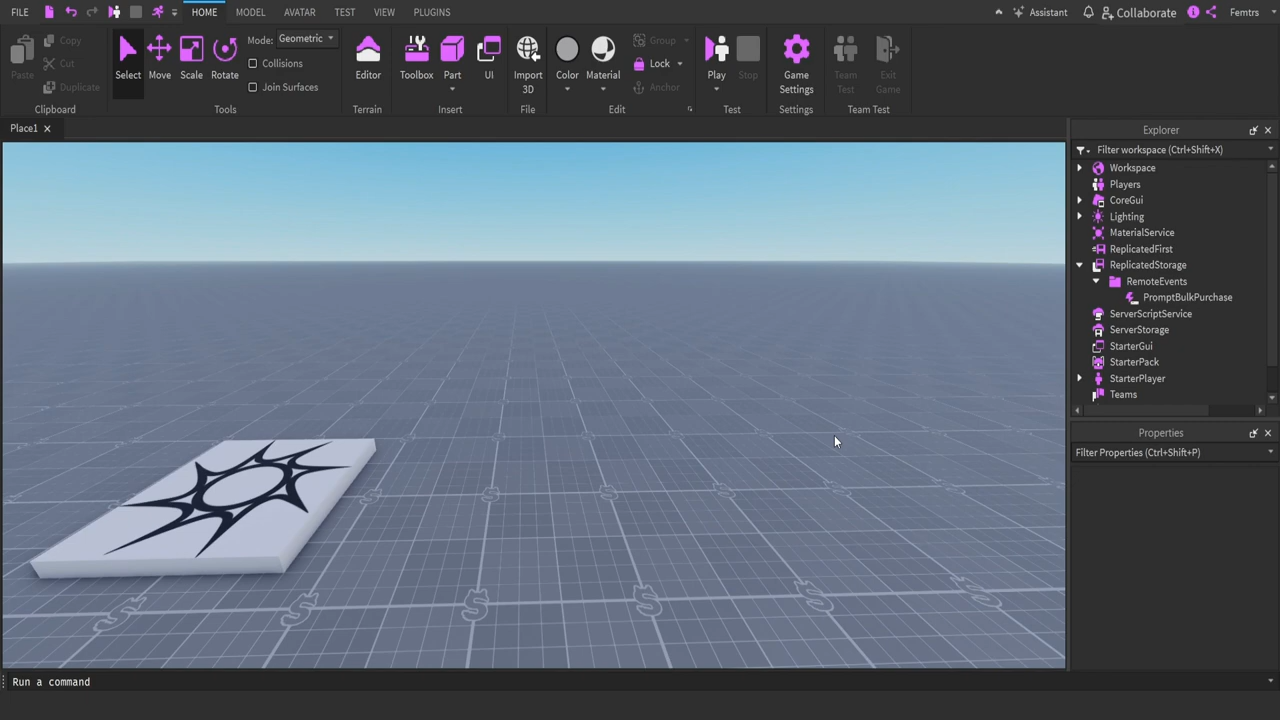 FILE HOME MODEL AVATAR TEST VIEW PLUGINS Assistant Collaborate Femtrs
Paste Copy Cut Duplicate
Clipboard
Select Move Scale Rotate Mode: Geometric Collisions Join Surfaces
Tools
Editor
Terrain
Toolbox Part UI
Insert
Import 3D
File
Color Material Group Lock Anchor
Edit
Play Stop
Test
Game Settings
Settings
Team Test Exit Game
Team Test
Place1
Explorer
Filter workspace (Ctrl+Shift+X)
Workspace
Players
CoreGui
Lighting
MaterialService
ReplicatedFirst
ReplicatedStorage
RemoteEvents
PromptBulkPurchase
ServerScriptService
ServerStorage
StarterGui
StarterPack
StarterPlayer
Teams
Properties
Filter Properties (Ctrl+Shift+P)
Run a command